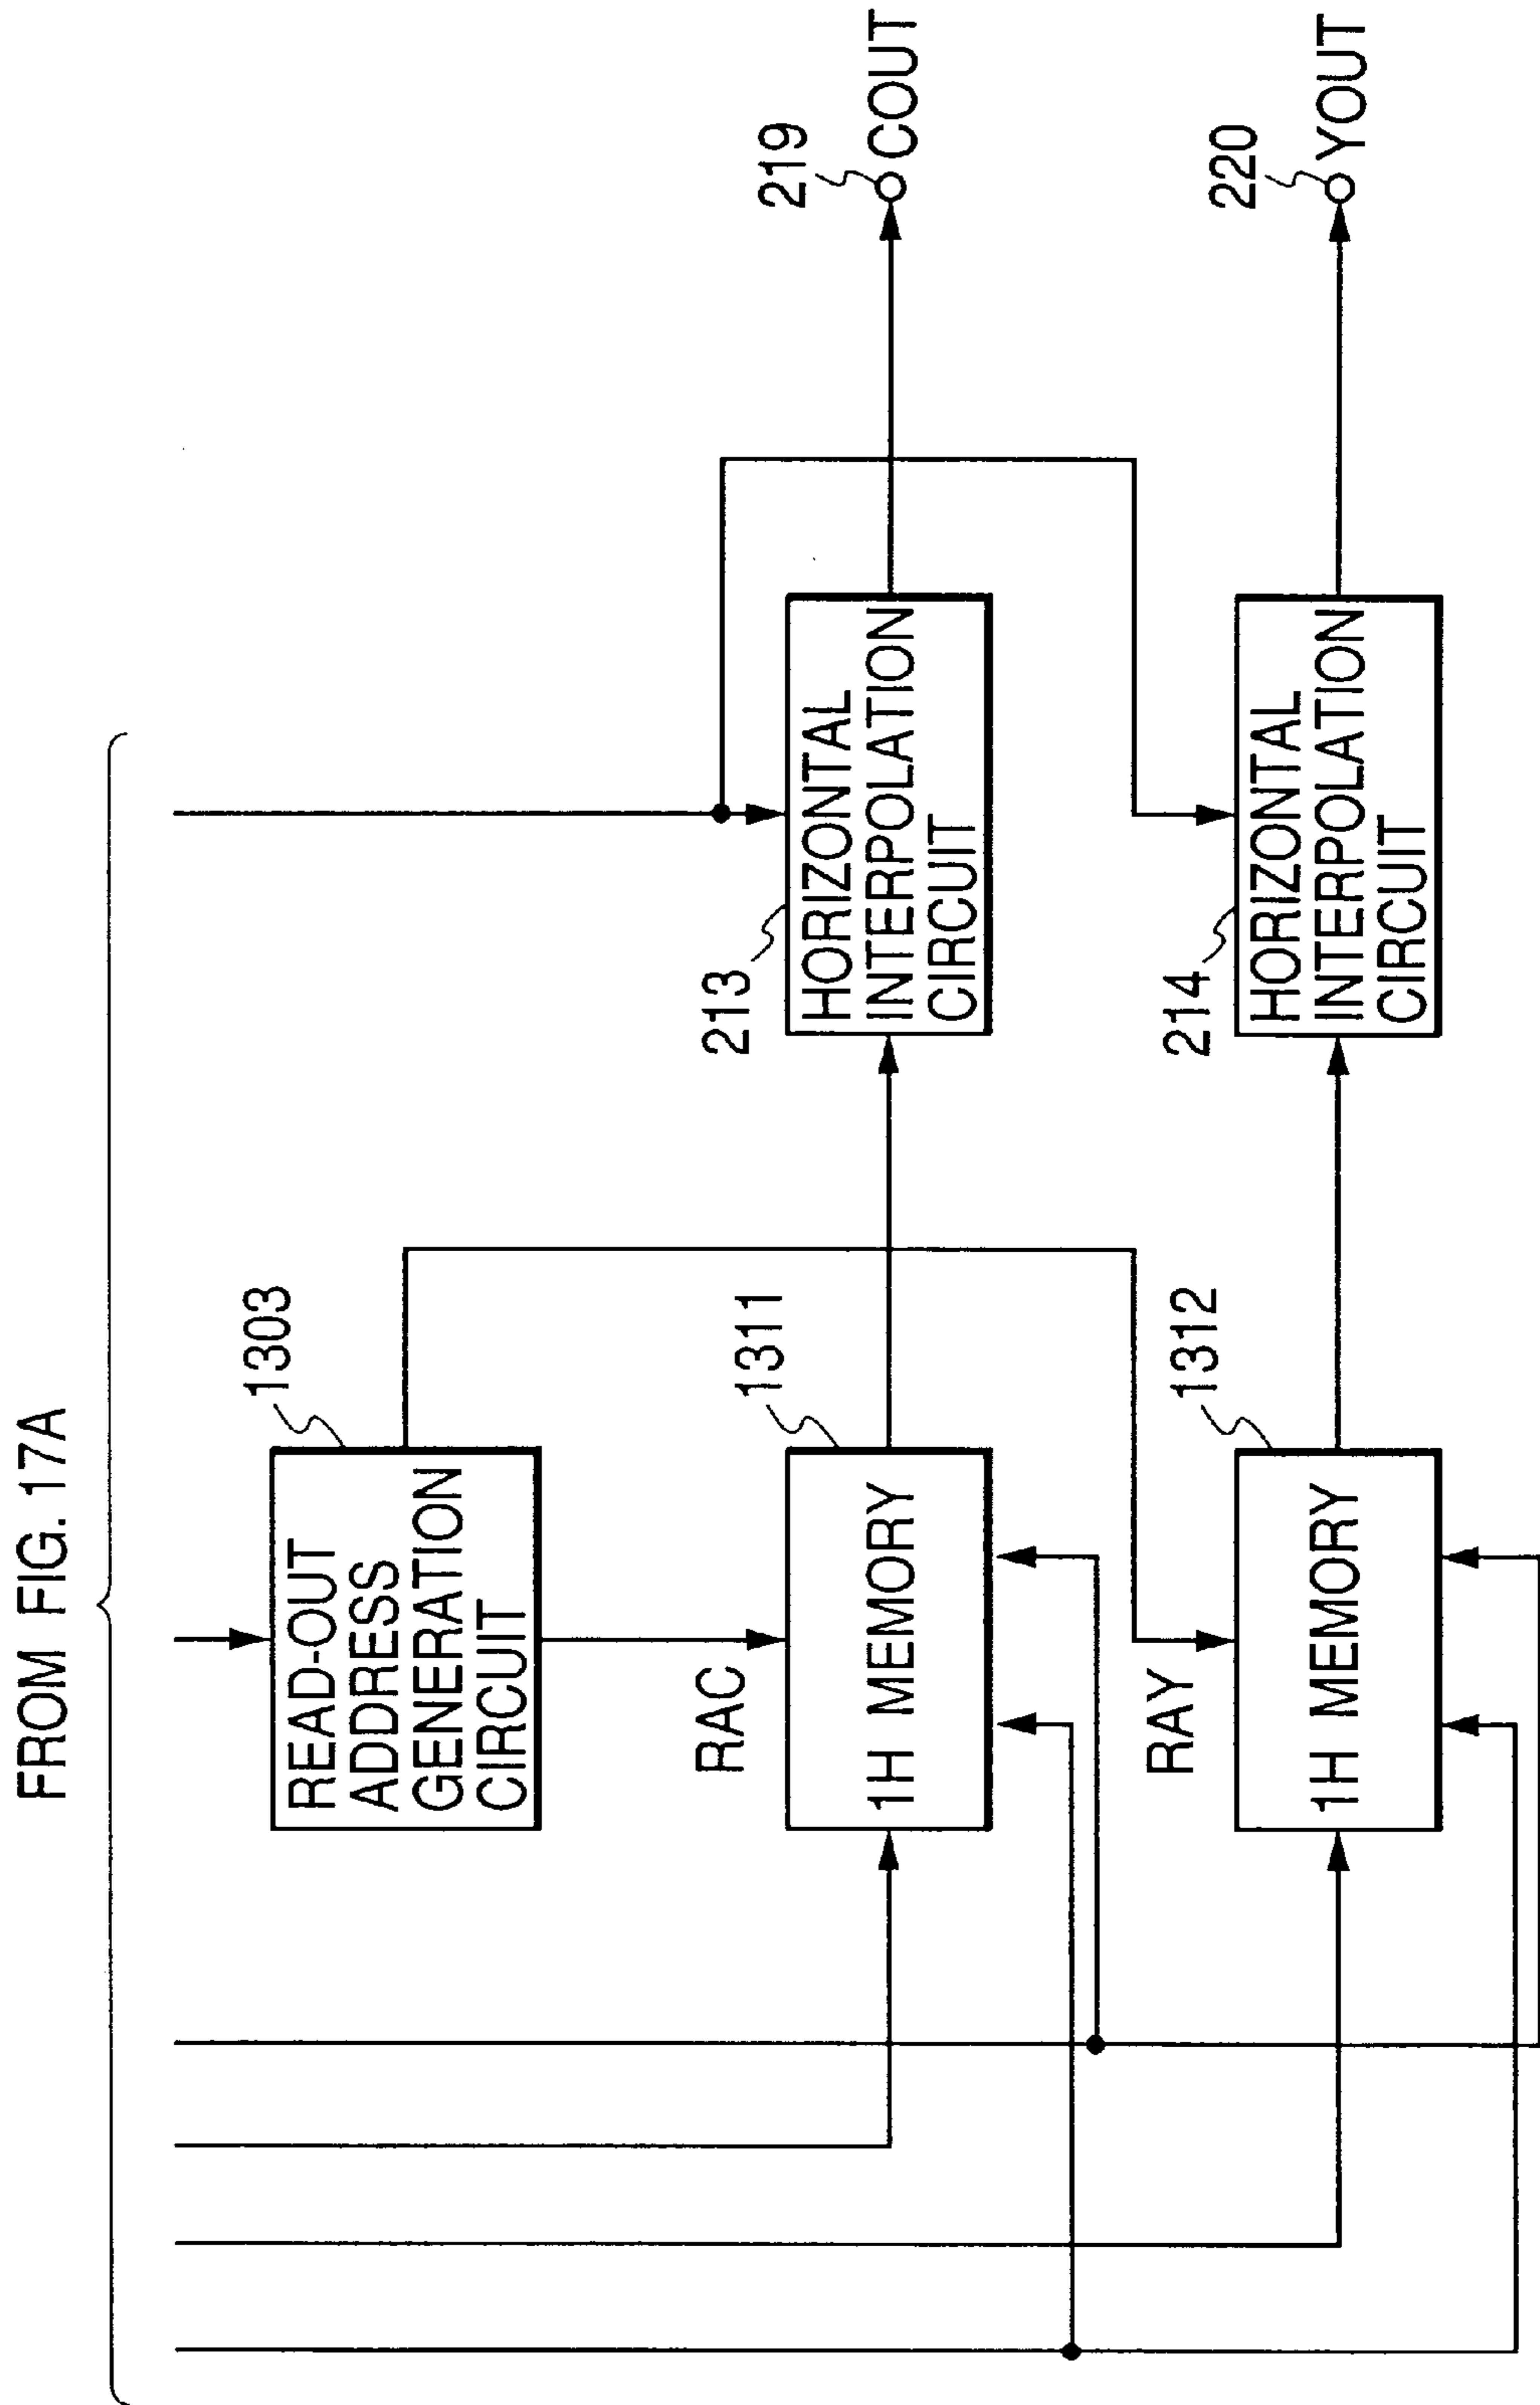 FROM FIG. 17A
1303
READ-OUT
ADDRESS
GENERATION
CIRCUIT
RAC
1311
1H MEMORY
213
HORIZONTAL
INTERPOLATION
CIRCUIT
219
COUT
RAY
1312
1H MEMORY
214
HORIZONTAL
INTERPOLATION
CIRCUIT
220
YOUT